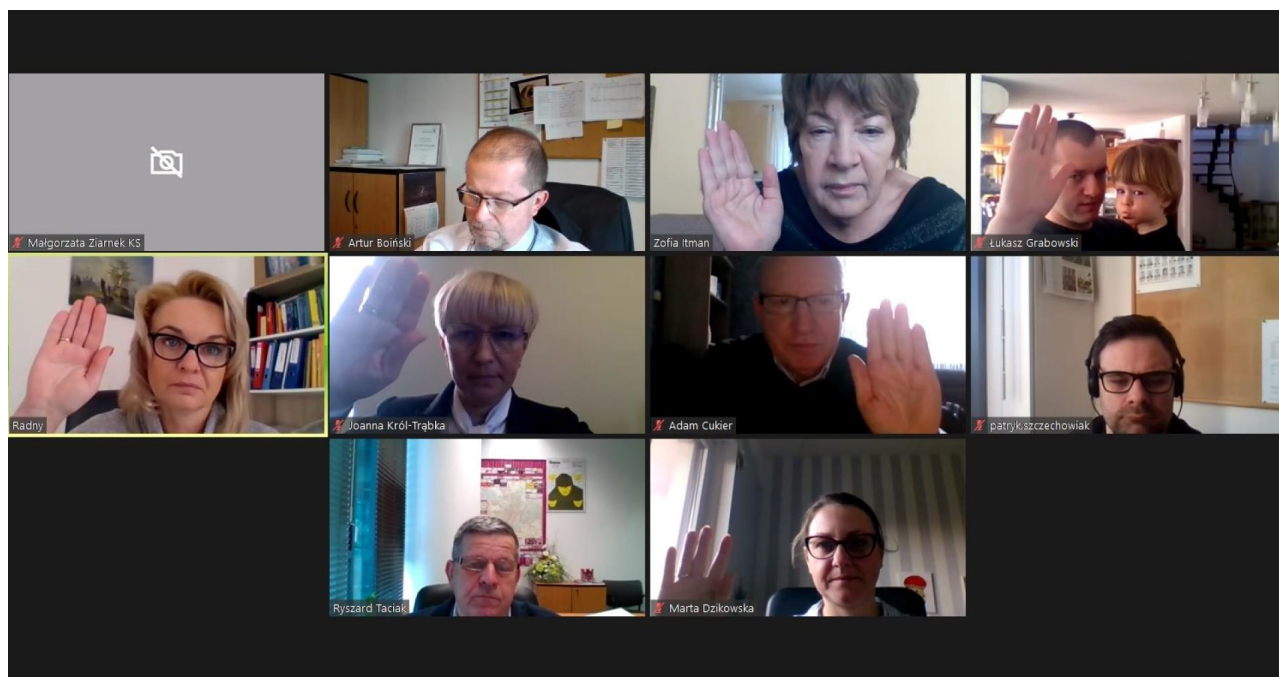 Małgorzata Ziarnek KS
Artur Boiński
Zofia Itman
Łukasz Grabowski
Radny
Joanna Król-Trąbka
Adam Cukier
patryk.szczechowiak
Ryszard Taciak
Marta Dzikowska